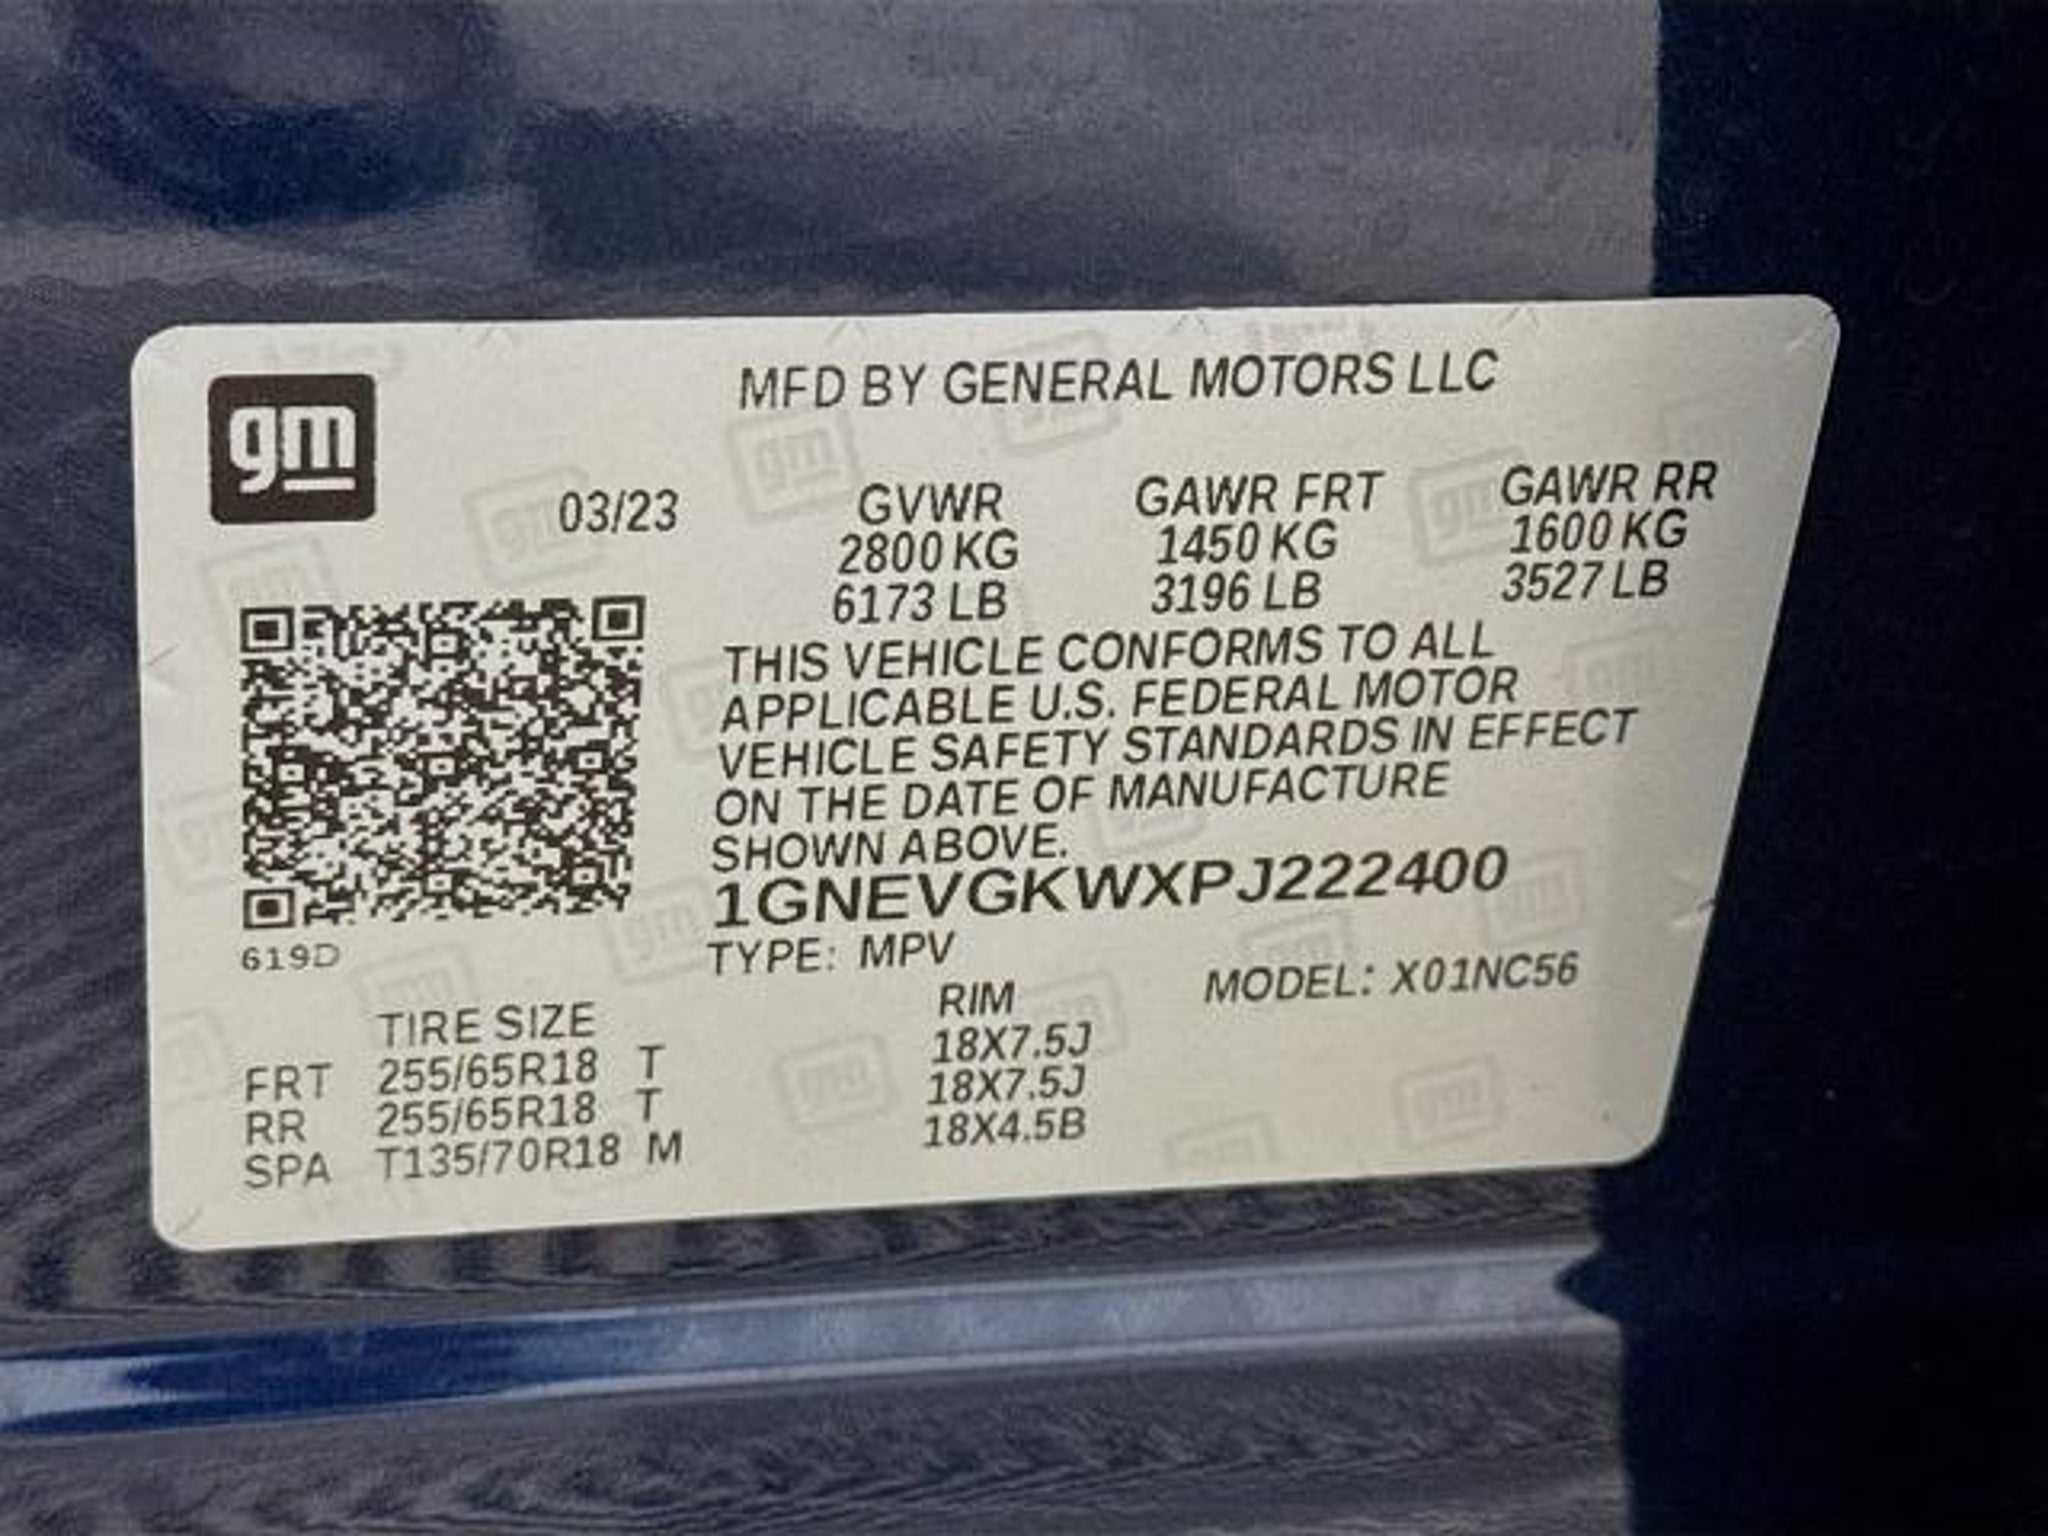 gm
MFD BY GENERAL MOTORS LLC
03/23 GVWR GAWR FRT GAWR RR
2800 KG 1450 KG 1600 KG
6173 LB 3196 LB 3527 LB
THIS VEHICLE CONFORMS TO ALL
APPLICABLE U.S. FEDERAL MOTOR
VEHICLE SAFETY STANDARDS IN EFFECT
ON THE DATE OF MANUFACTURE
SHOWN ABOVE.
1GNEVGKWXPJ222400
619D
TYPE: MPV MODEL: X01NC56
TIRE SIZE RIM
FRT 255/65R18 T 18X7.5J
RR 255/65R18 T 18X7.5J
SPA T135/70R18 M 18X4.5B